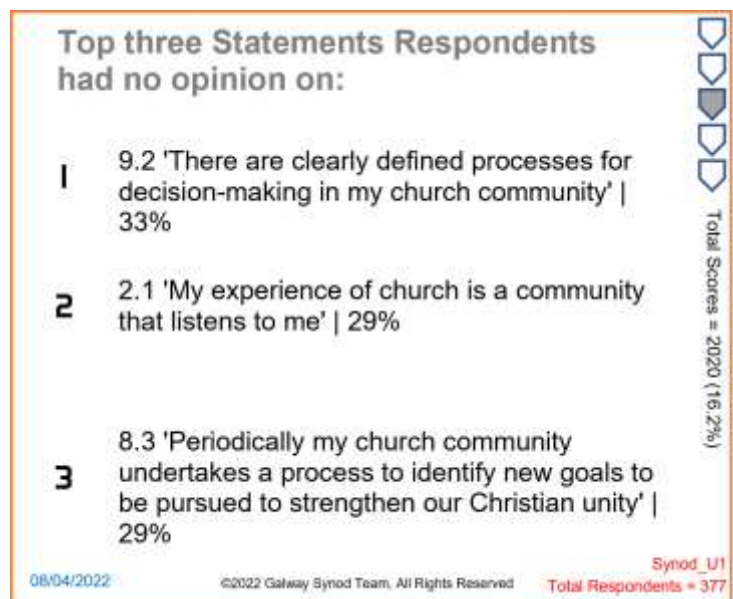 Top three Statements Respondents
had no opinion on:
1
9.2 'There are clearly defined processes for
decision-making in my church community' |
33%
2
2.1 'My experience of church is a community
that listens to me' | 29%
3
8.3 'Periodically my church community
undertakes a process to identify new goals to
be pursued to strengthen our Christian unity' |
29%
Total Scores = 2020 (16.2%)
08/04/2022
©2022 Galway Synod Team, All Rights Reserved
Synod_U1
Total Respondents = 377